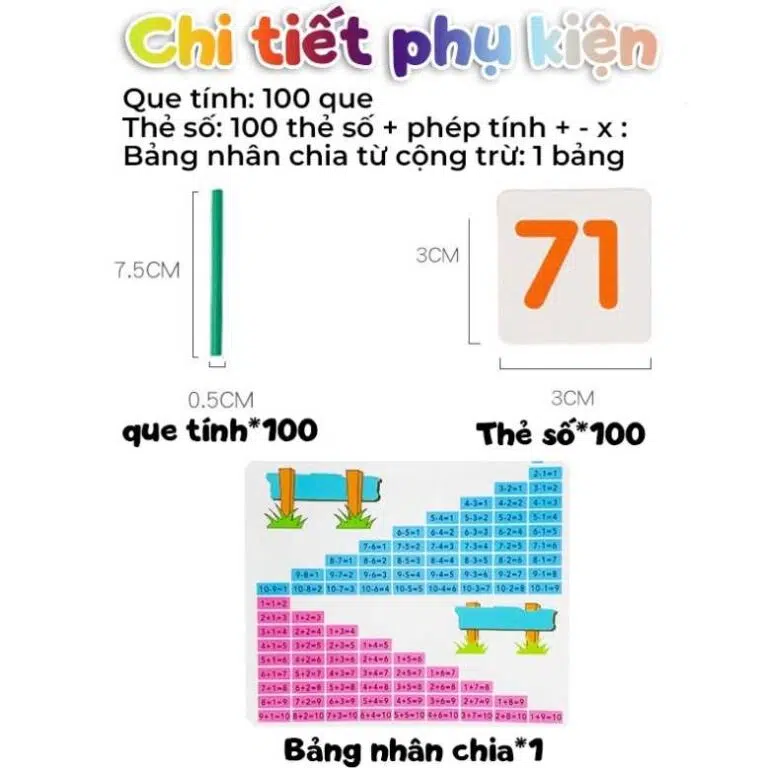 Chi tiết phụ kiện
Que tính: 100 que
Thẻ số: 100 thẻ số + phép tính + - x :
Bảng nhân chia từ cộng trừ: 1 bảng
7.5CM
0.5CM
que tính*100
71
3CM
3CM
Thẻ số*100
2-1=1
3-2=1 3-1=2
4-3=1 4-2=2 4-1=3
5-4=1 5-3=2 5-2=3 5-1=4
6-5=1 6-4=2 6-3=3 6-2=4 6-1=5
7-6=1 7-5=2 7-4=3 7-3=4 7-2=5 7-1=6
8-7=1 8-6=2 8-5=3 8-4=4 8-3=5 8-2=6 8-1=7
9-8=1 9-7=2 9-6=3 9-5=4 9-4=5 9-3=6 9-2=7 9-1=8
10-9=1 10-8=2 10-7=3 10-6=4 10-5=5 10-4=6 10-3=7 10-2=8 10-1=9
1+1=2
2+1=3 1+2=3
3+1=4 2+2=4 1+3=4
4+1=5 3+2=5 2+3=5 1+4=5
5+1=6 4+2=6 3+3=6 2+4=6 1+5=6
6+1=7 5+2=7 4+3=7 3+4=7 2+5=7 1+6=7
7+1=8 6+2=8 5+3=8 4+4=8 3+5=8 2+6=8 1+7=8
8+1=9 7+2=9 6+3=9 5+4=9 4+5=9 3+6=9 2+7=9 1+8=9
9+1=10 8+2=10 7+3=10 6+4=10 5+5=10 4+6=10 3+7=10 2+8=10 1+9=10
Bảng nhân chia*1